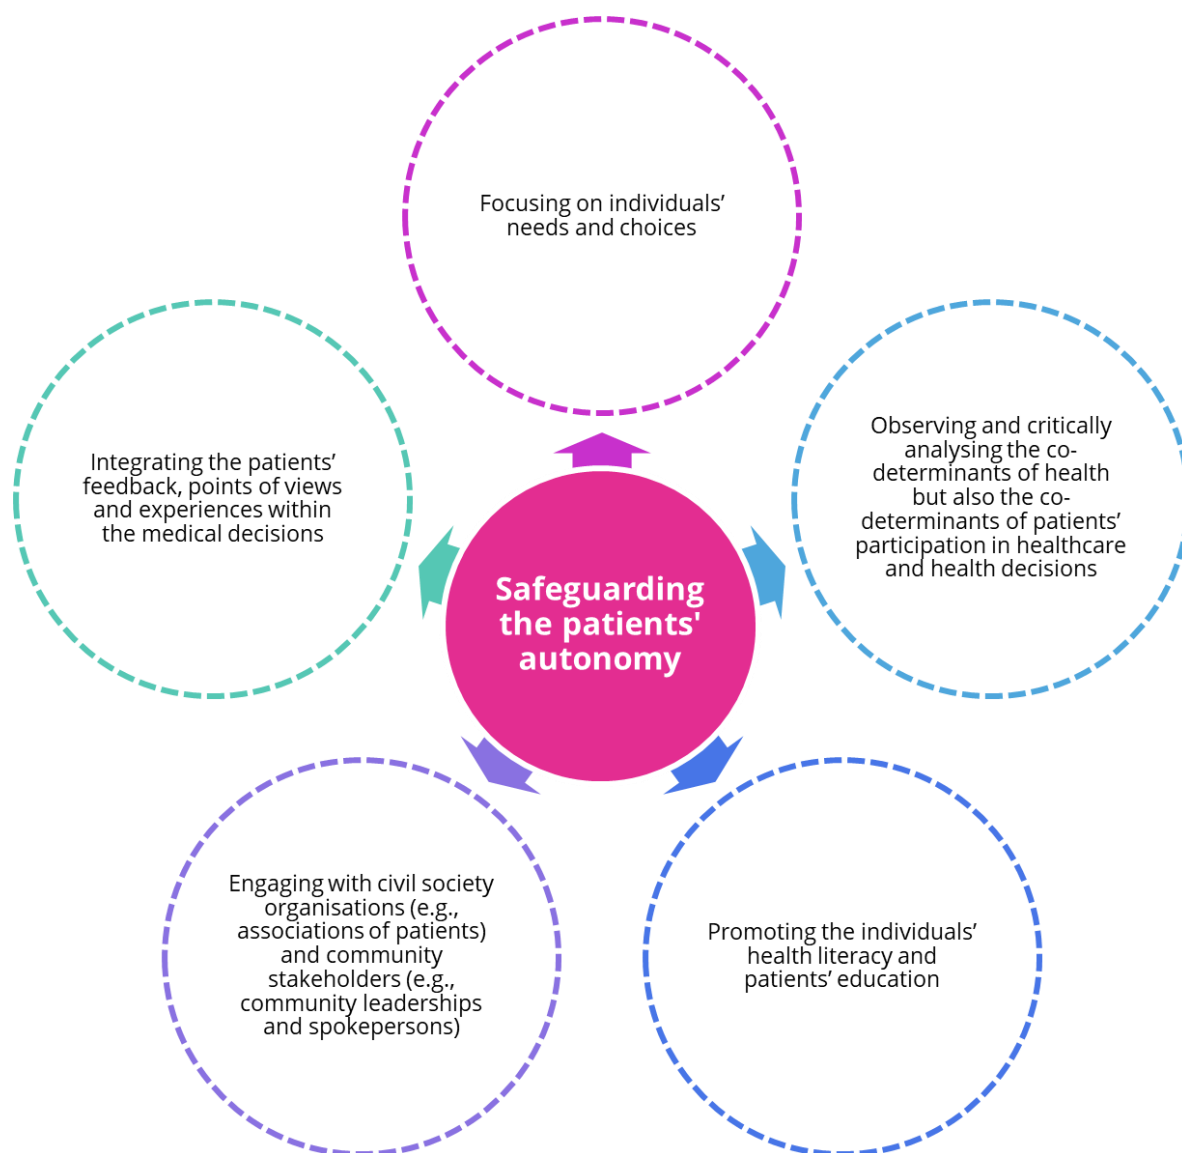 Focusing on individuals’
needs and choices
Observing and critically
analysing the co-
determinants of health
but also the co-
determinants of patients’
participation in healthcare
and health decisions
Promoting the individuals’
health literacy and
patients’ education
Engaging with civil society
organisations (e.g.,
associations of patients)
and community
stakeholders (e.g.,
community leaderships
and spokepersons)
Integrating the patients’
feedback, points of views
and experiences within
the medical decisions
Safeguarding
the patients'
autonomy